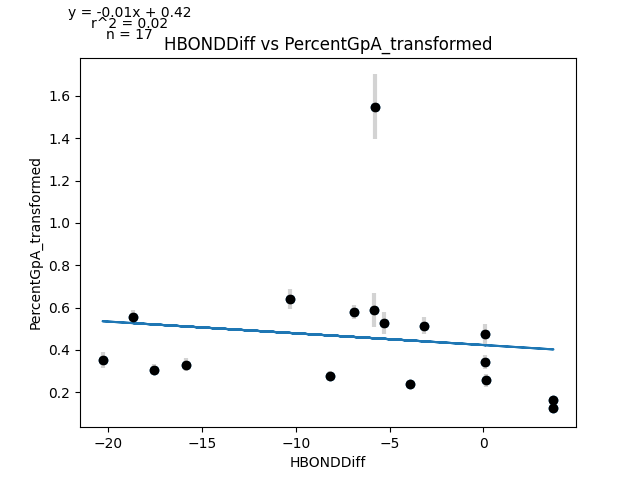 y = -0.01x + 0.42
r^2 = 0.02
n = 17
HBONDDiff vs PercentGpA_transformed
PercentGpA_transformed
1.6
1.4
1.2
1.0
0.8
0.6
0.4
0.2
−20
−15
−10
−5
0
HBONDDiff